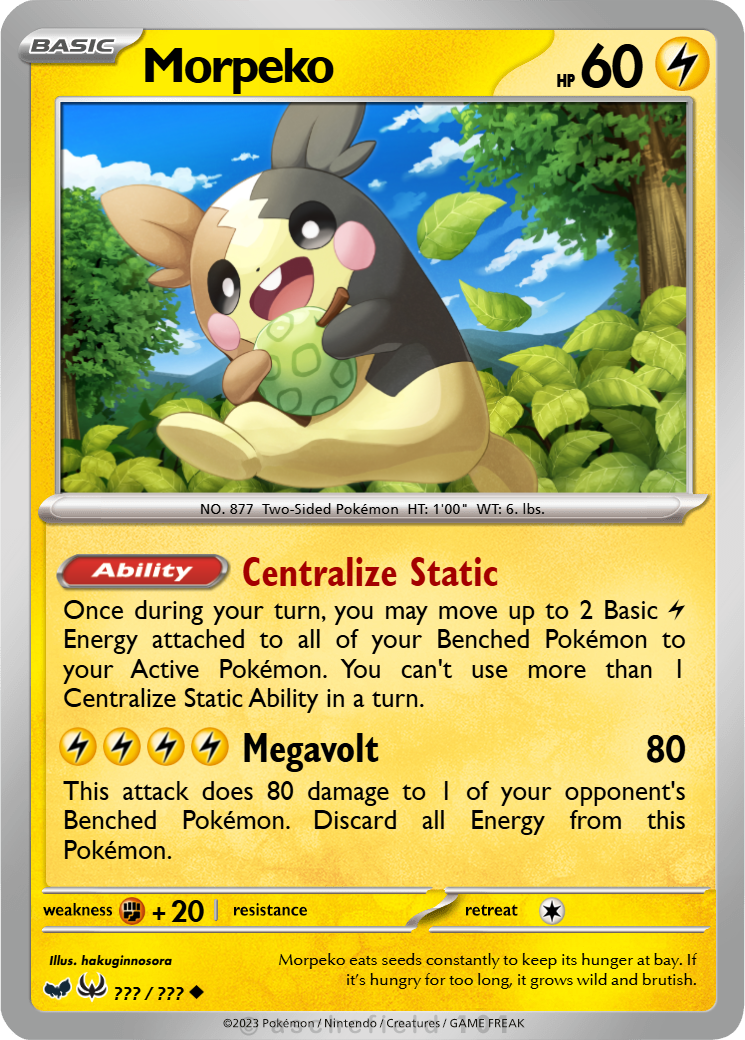 BASIC
Morpeko
HP 60
NO. 877 Two-Sided Pokémon HT: 1'00" WT: 6. lbs.
Ability Centralize Static
Once during your turn, you may move up to 2 Basic
Energy attached to all of your Benched Pokémon to
your Active Pokémon. You can't use more than 1
Centralize Static Ability in a turn.
Megavolt 80
This attack does 80 damage to 1 of your opponent's
Benched Pokémon. Discard all Energy from this
Pokémon.
weakness + 20 resistance retreat
Illus. hakuginnosora
Morpeko eats seeds constantly to keep its hunger at bay. If
it's hungry for too long, it grows wild and brutish.
??? / ???
©2023 Pokémon / Nintendo / Creatures / GAME FREAK